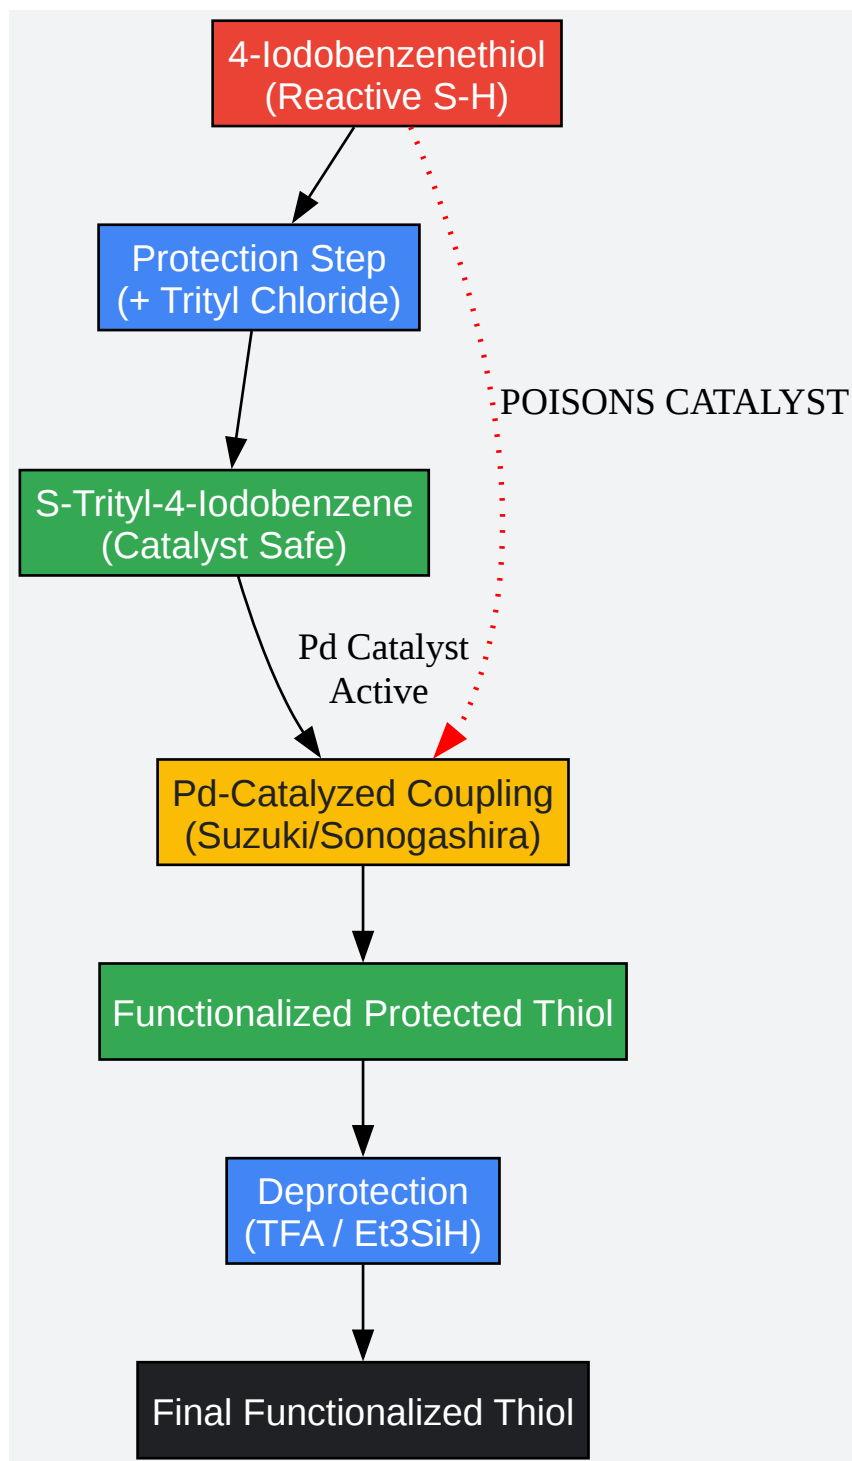 4-Iodobenzenethiol
(Reactive S-H)
Protection Step
(+ Trityl Chloride)
POISONS CATALYST
S-Trityl-4-Iodobenzene
(Catalyst Safe)
Pd Catalyst
Active
Pd-Catalyzed Coupling
(Suzuki/Sonogashira)
Functionalized Protected Thiol
Deprotection
(TFA / Et3SiH)
Final Functionalized Thiol